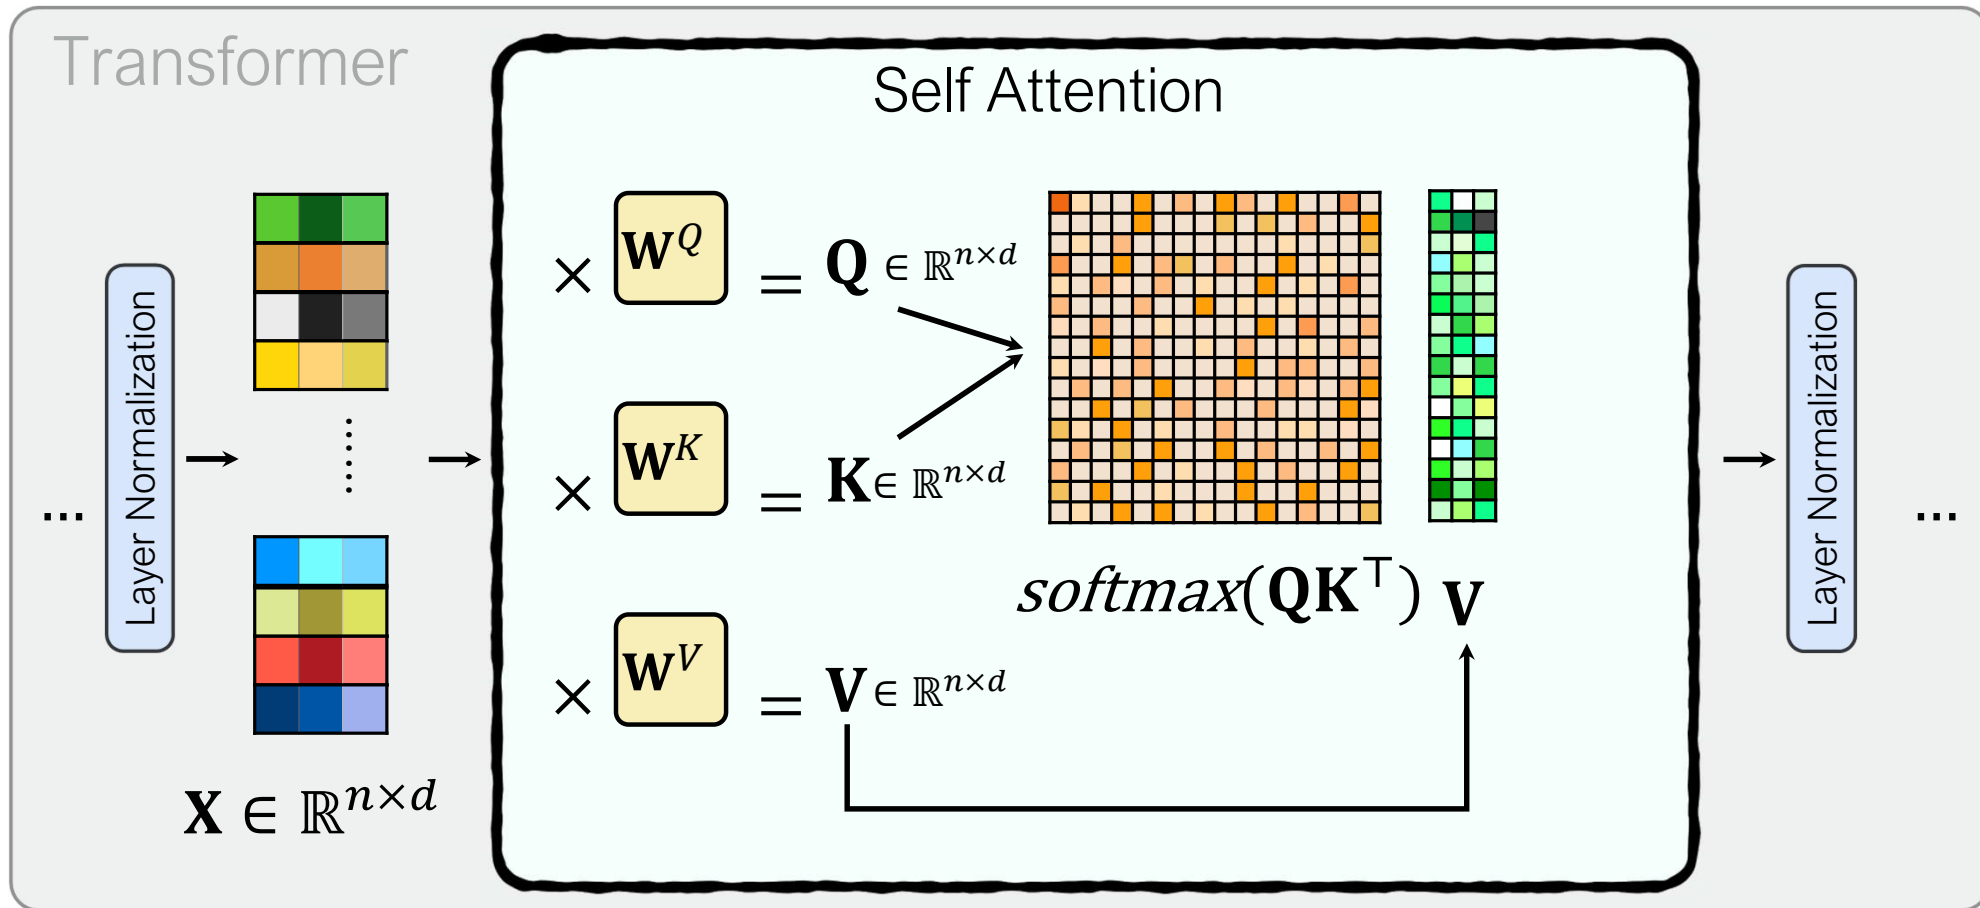 Transformer
Self Attention
... Layer Normalization
X ∈ ℝ^{n×d}
× W^Q = Q ∈ ℝ^{n×d}
× W^K = K ∈ ℝ^{n×d}
× W^V = V ∈ ℝ^{n×d}
softmax(QK^⊤) V
Layer Normalization ...